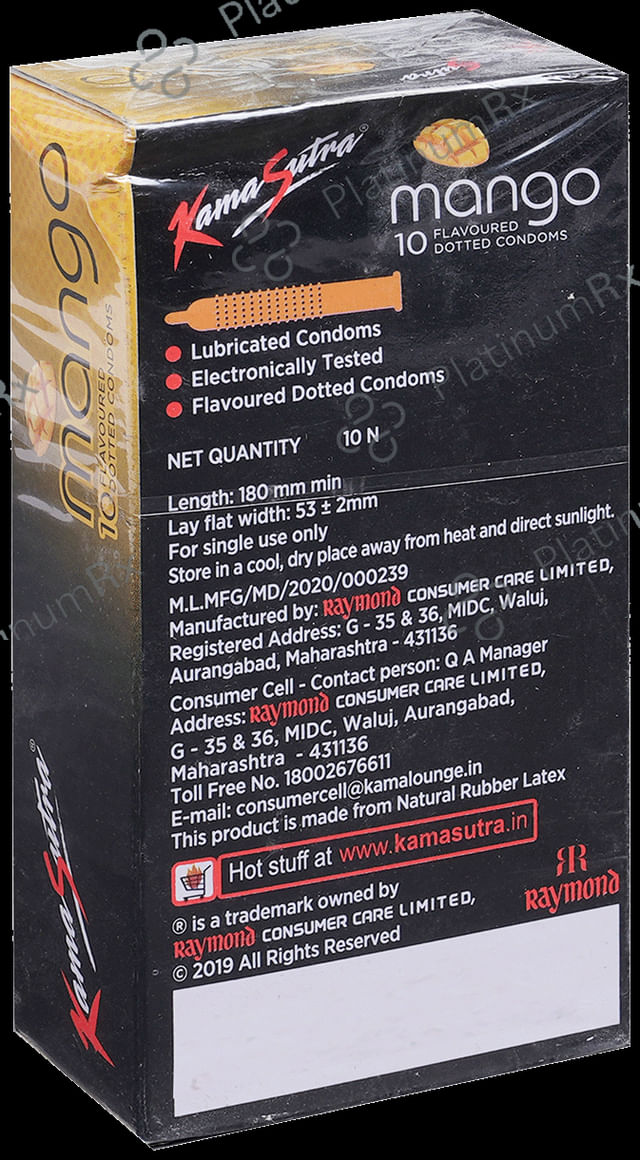 KamaSutra
KamaSutra®
mango
10 FLAVOURED
DOTTED CONDOMS
mango
10 FLAVOURED
DOTTED CONDOMS
KamaSutra®
Lubricated Condoms
Electronically Tested
Flavoured Dotted Condoms
NET QUANTITY 10 N
Length: 180 mm min
Lay flat width: 53 ± 2mm
For single use only
Store in a cool, dry place away from heat and direct sunlight.
M.L.MFG/MD/2020/000239
Manufactured by: Raymond CONSUMER CARE LIMITED,
Registered Address: G - 35 & 36, MIDC, Waluj,
Aurangabad, Maharashtra - 431136
Consumer Cell - Contact person: Q A Manager
Address: Raymond CONSUMER CARE LIMITED,
G - 35 & 36, MIDC, Waluj, Aurangabad,
Maharashtra - 431136
Toll Free No. 18002676611
E-mail: consumercell@kamalounge.in
This product is made from Natural Rubber Latex
Hot stuff at www.kamasutra.in
® is a trademark owned by
Raymond CONSUMER CARE LIMITED,
© 2019 All Rights Reserved
Raymond
PlatinumRx
PlatinumRx
PlatinumRx